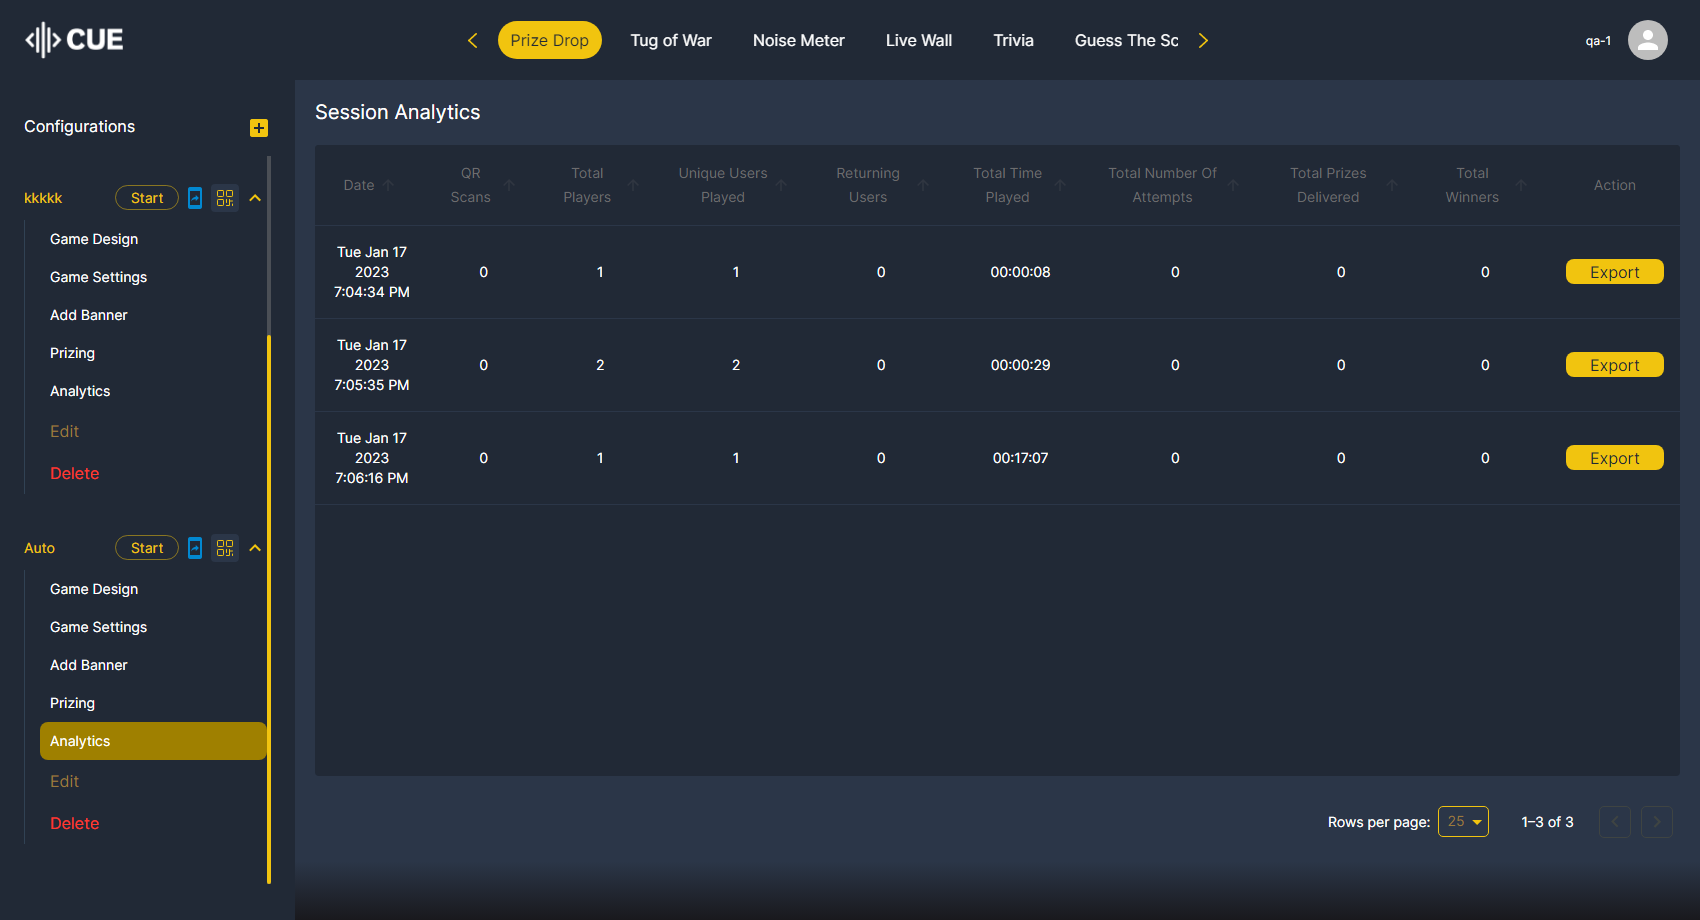 CUE
Prize Drop
Tug of War
Noise Meter
Live Wall
Trivia
Guess The Sc
qa-1
Configurations
kkkkk
Start
Game Design
Game Settings
Add Banner
Prizing
Analytics
Edit
Delete
Auto
Start
Game Design
Game Settings
Add Banner
Prizing
Analytics
Edit
Delete
Session Analytics
Date
QR
Scans
Total
Players
Unique Users
Played
Returning
Users
Total Time
Played
Total Number Of
Attempts
Total Prizes
Delivered
Total
Winners
Action
Tue Jan 17
2023
7:04:34 PM
0
1
1
0
00:00:08
0
0
0
Export
Tue Jan 17
2023
7:05:35 PM
0
2
2
0
00:00:29
0
0
0
Export
Tue Jan 17
2023
7:06:16 PM
0
1
1
0
00:17:07
0
0
0
Export
Rows per page:
25
1–3 of 3